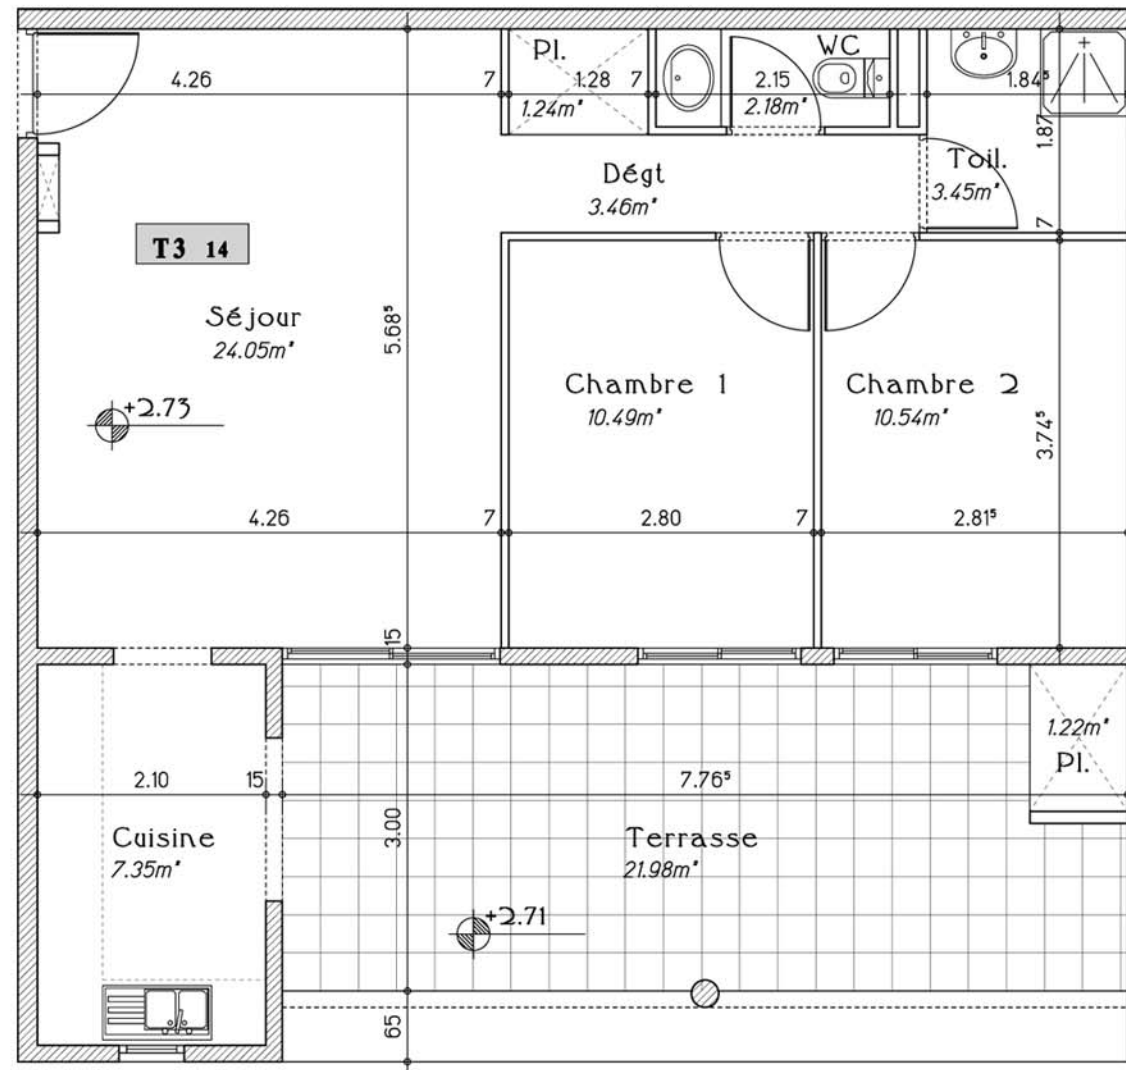 Pl.
WC
4.26
7
1.28
7
2.15
1.84⁵
1.24m²
2.18m²
1.87
Dégt
3.46m²
Toil.
3.45m²
7
T3 14
Séjour
24.05m²
5.68⁵
Chambre 1
10.49m²
Chambre 2
10.54m²
+2.73
3.74⁵
4.26
7
2.80
7
2.81⁵
15
1.22m²
Pl.
2.10
15
7.76⁵
3.00
Cuisine
7.35m²
Terrasse
21.98m²
+2.71
65